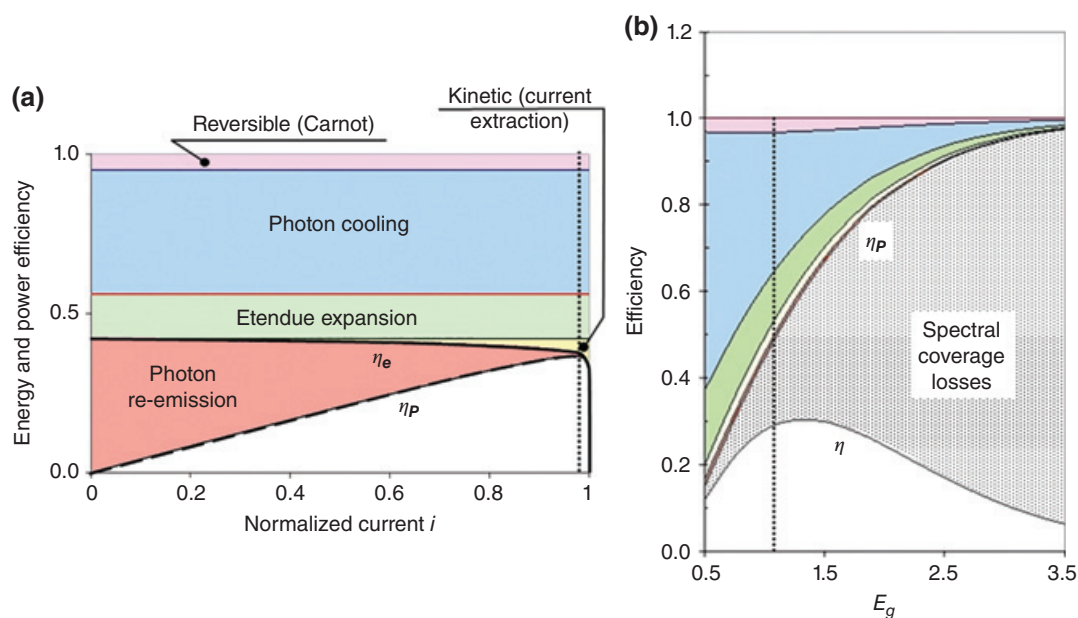 (a)
Reversible (Carnot)
Kinetic (current
extraction)
Energy and power efficiency
1.0
0.5
0.0
Photon cooling
Etendue expansion
Photon
re-emission
ηe
ηP
0
0.2
0.4
0.6
0.8
1
Normalized current i
(b)
Efficiency
1.2
1.0
0.8
0.6
0.4
0.2
0.0
ηP
Spectral
coverage
losses
η
0.5
1.5
2.5
3.5
Eg